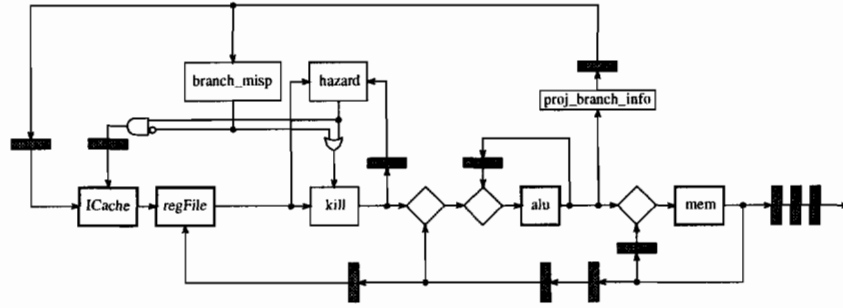 branch_misp
hazard
proj_branch_info
ICache
regFile
kill
alu
mem